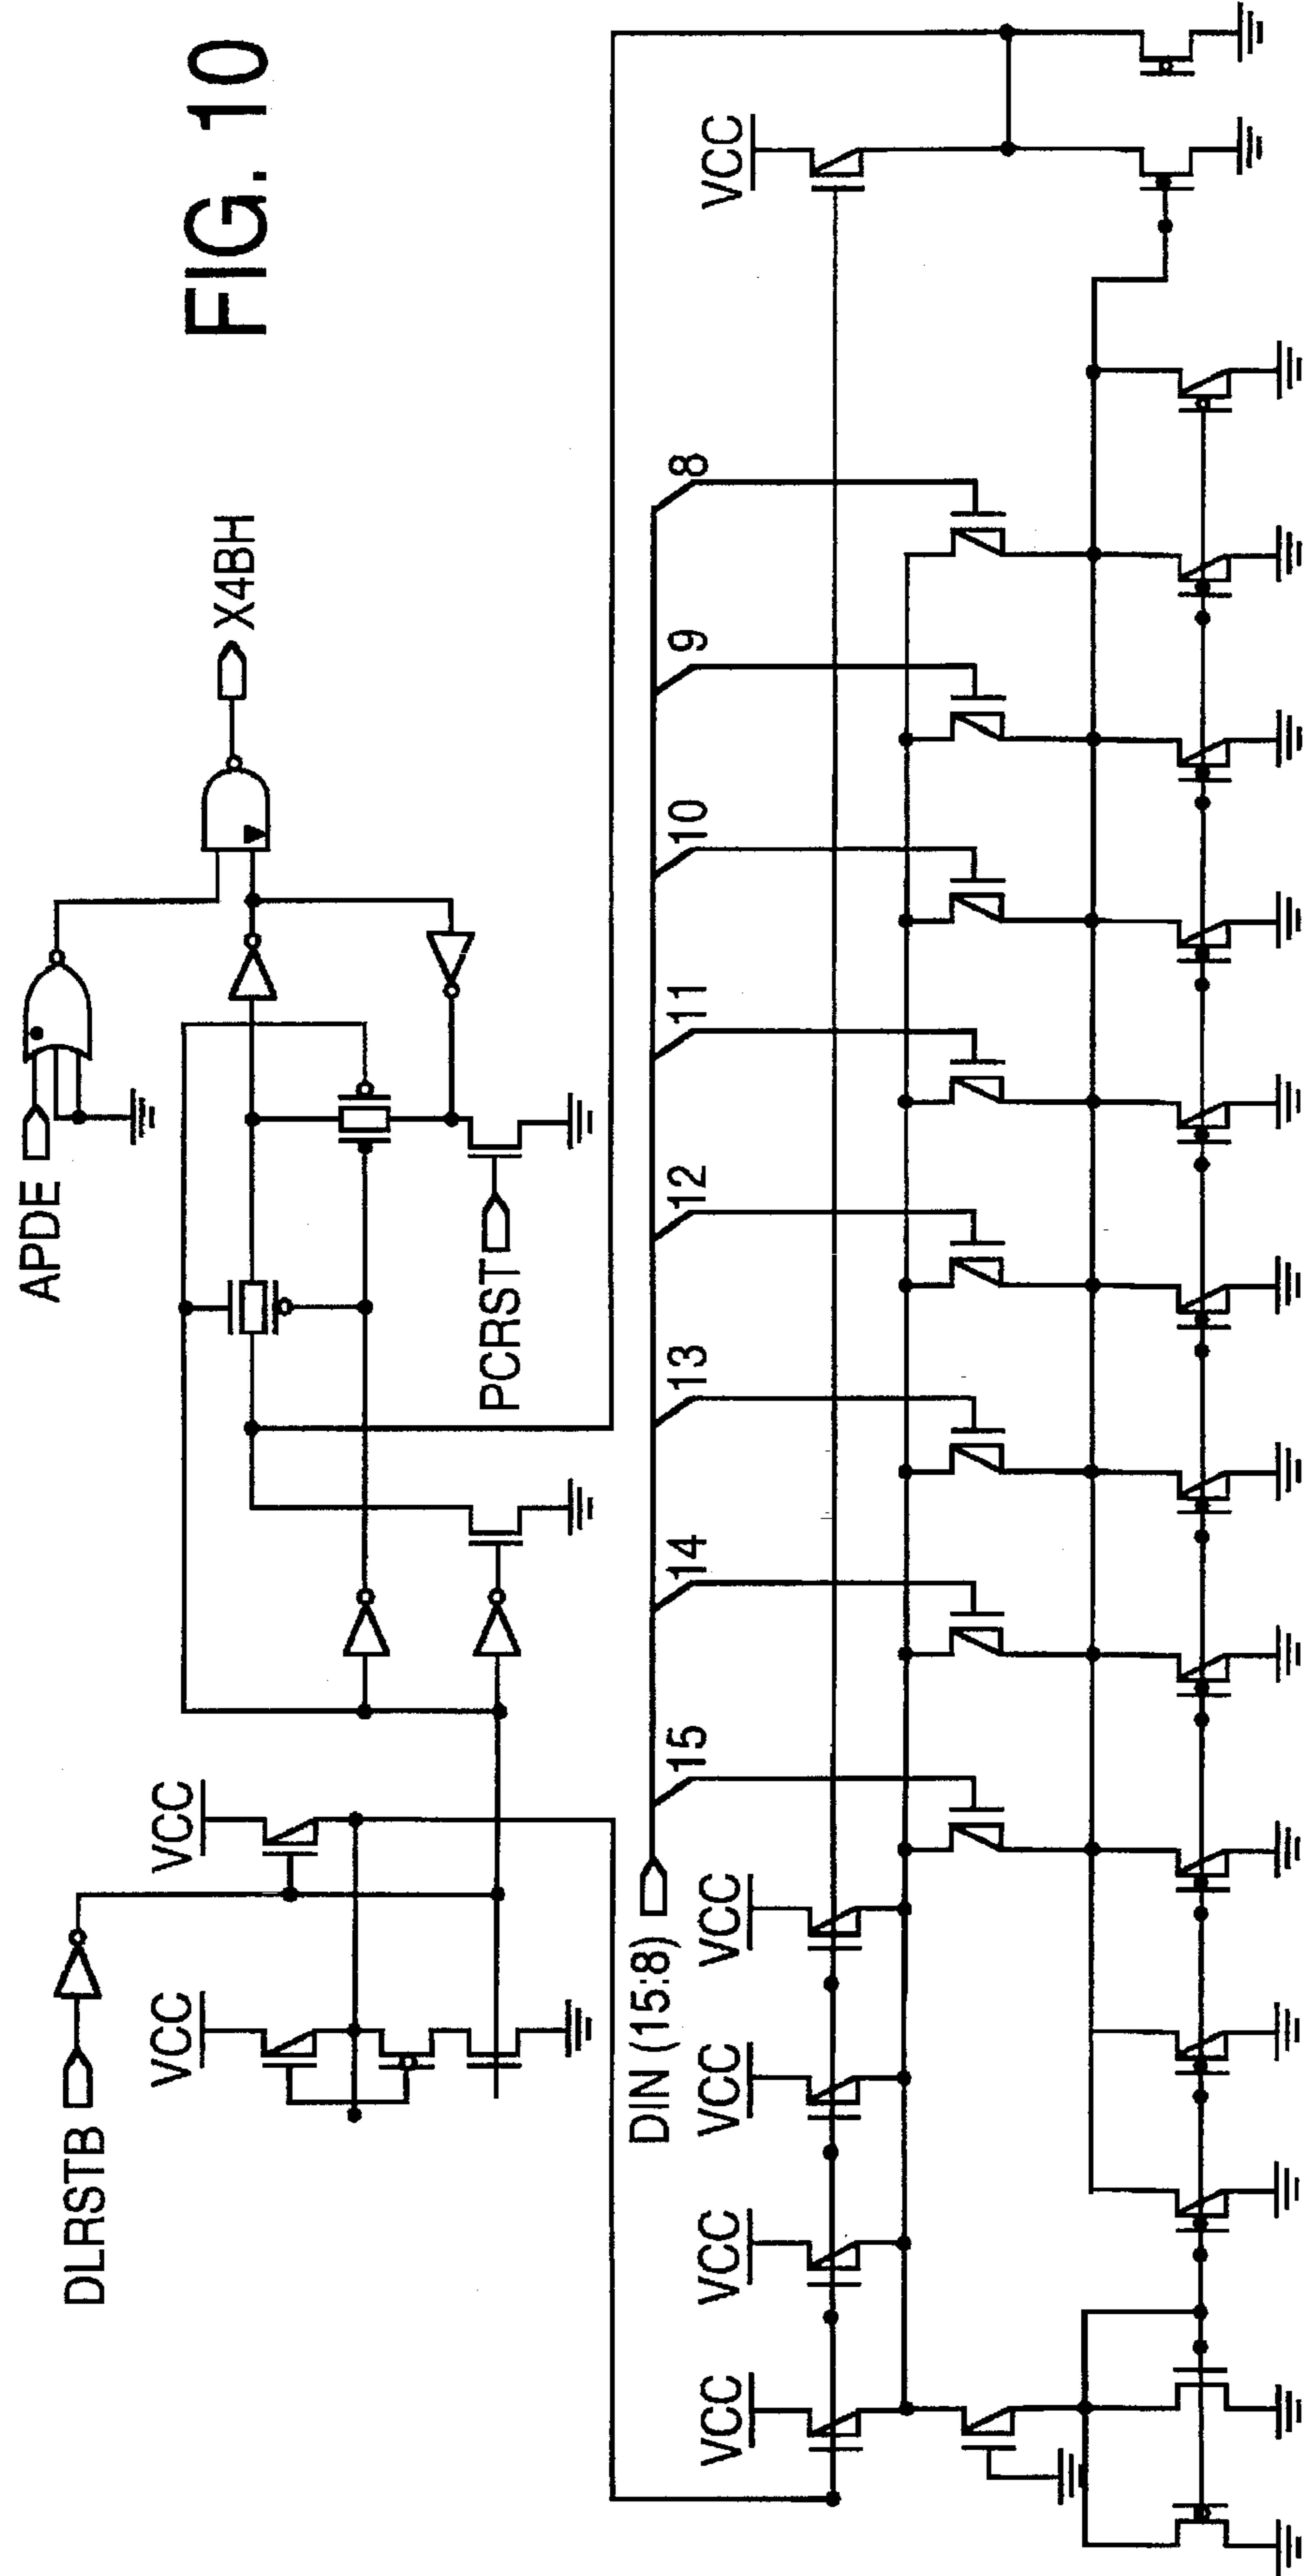 FIG. 10
APDE
X4BH
DLRSTB
VCC
VCC
PCRST
DIN (15:8)
15
14
13
12
11
10
9
8
VCC
VCC
VCC
VCC
VCC